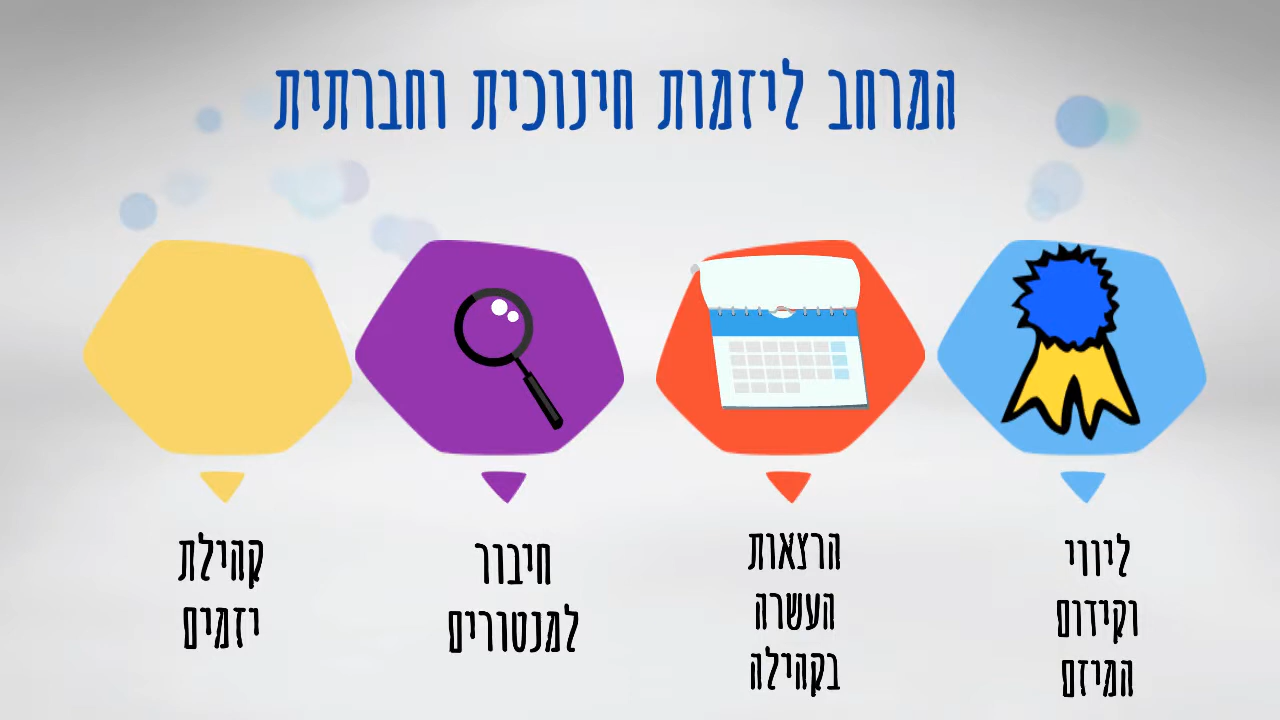 המרחב ליזמות חינוכית וחברתית
ליווי
וקידום
המיזם
הרצאות
העשרה
בקהילה
חיבור
למנטורים
קהילת
יזמים